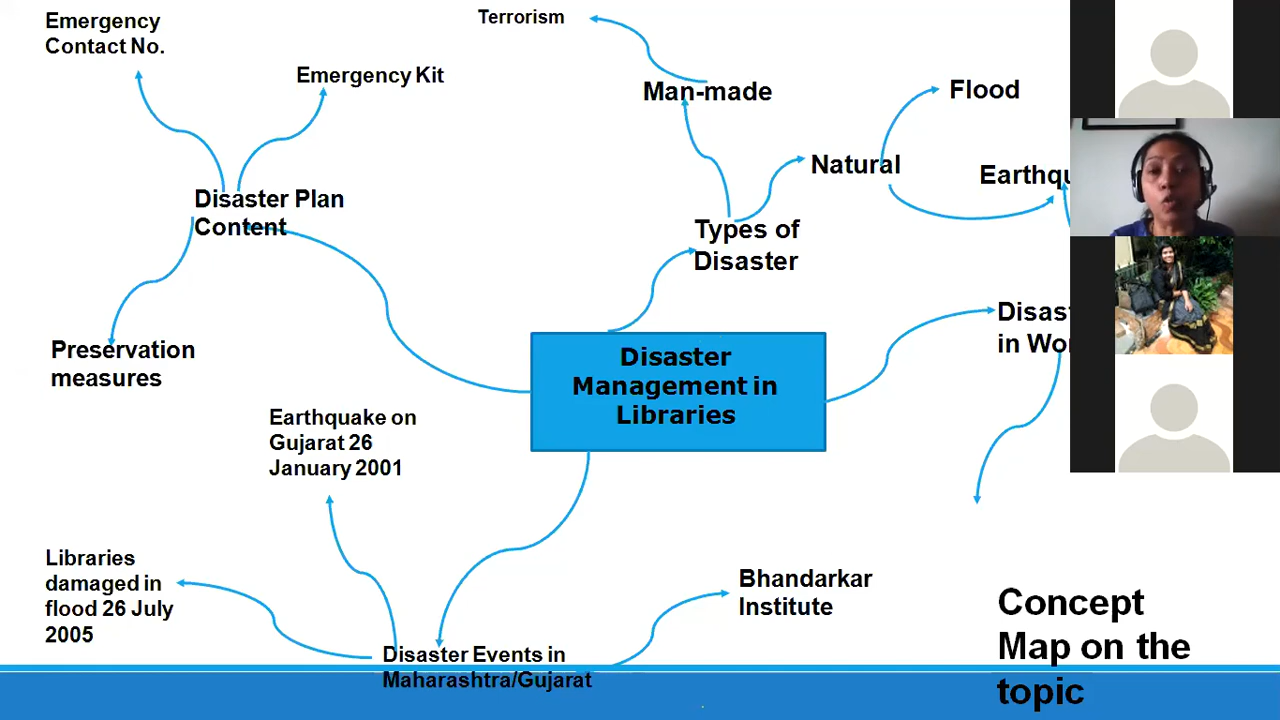 Emergency
Contact No.
Emergency Kit
Terrorism
Man-made
Flood
Natural
Disaster Plan
Content
Types of
Disaster
Preservation
measures
Disaster
Management in
Libraries
in
Earthquake on
Gujarat 26
January 2001
Libraries
damaged in
flood 26 July
2005
Bhandarkar
Institute
Disaster Events in
Maharashtra/Gujarat
Concept
Map on the
topic